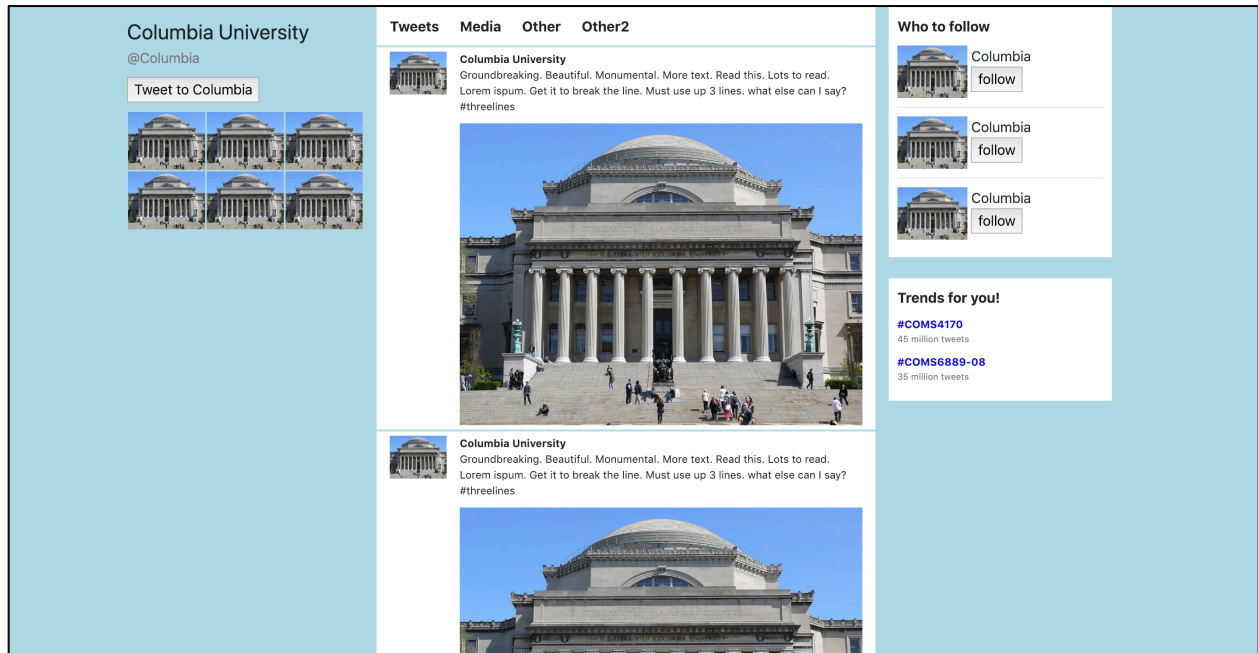 Columbia University
@Columbia
Tweet to Columbia
Tweets Media Other Other2
Columbia University
Groundbreaking. Beautiful. Monumental. More text. Read this. Lots to read.
Lorem ispum. Get it to break the line. Must use up 3 lines. what else can I say?
#threelines
Columbia University
Groundbreaking. Beautiful. Monumental. More text. Read this. Lots to read.
Lorem ispum. Get it to break the line. Must use up 3 lines. what else can I say?
#threelines
Who to follow
Columbia
follow
Columbia
follow
Columbia
follow
Trends for you!
#COMS4170
45 million tweets
#COMS6889-08
35 million tweets